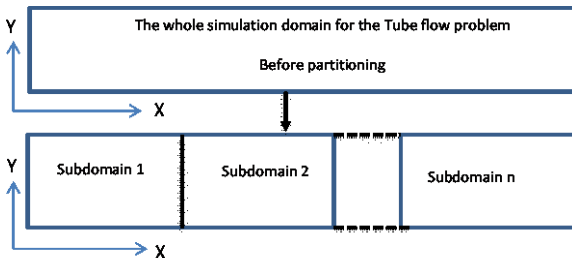 Y
The whole simulation domain for the Tube flow problem
Before partitioning
X
Y
Subdomain 1
Subdomain 2
Subdomain n
X